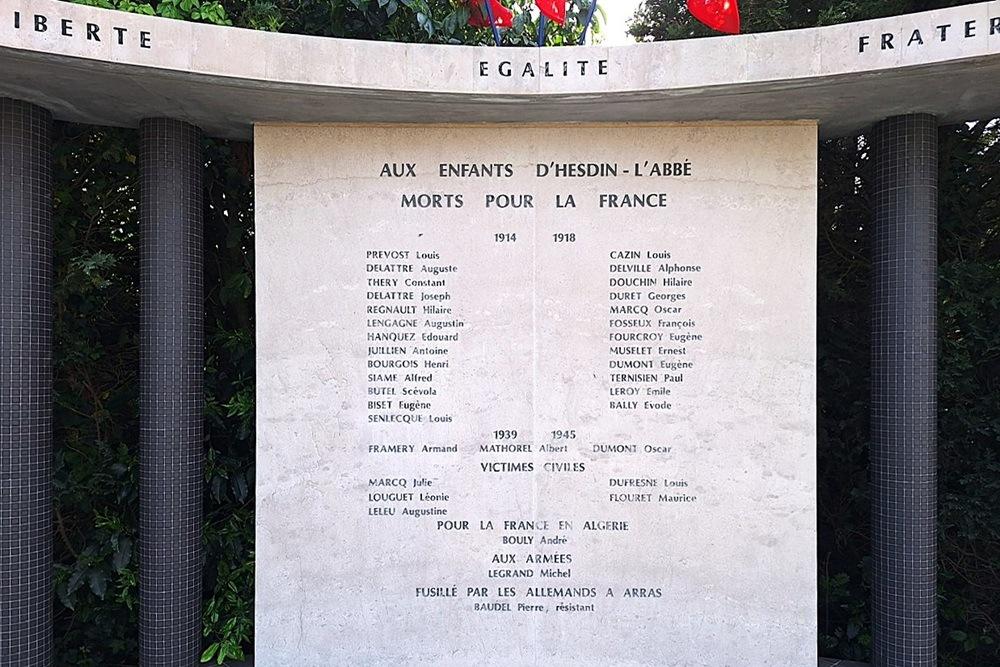 IBERTE
EGALITE
FRATER
AUX ENFANTS D'HESDIN - L'ABBÉ
MORTS POUR LA FRANCE
1914 1918
PREVOST Louis
DELATTRE Auguste
THERY Constant
DELATTRE Joseph
REGNAULT Hilaire
LENGAGNE Augustin
HANQUEZ Edouard
JUILLIEN Antoine
BOURGOIS Henri
SIAME Alfred
BUTEL Scévola
BISET Eugène
SENLECQUE Louis
CAZIN Louis
DELVILLE Alphonse
DOUCHIN Hilaire
DURET Georges
MARCQ Oscar
FOSSEUX François
FOURCROY Eugène
MUSELET Ernest
DUMONT Eugène
TERNISIEN Paul
LEROY Emile
BALLY Evode
1939 1945
FRAMERY Armand MATHOREL Albert DUMONT Oscar
VICTIMES CIVILES
MARCQ Julie
LOUGUET Léonie
LELEU Augustine
DUFRESNE Louis
FLOURET Maurice
POUR LA FRANCE EN ALGERIE
BOULY André
AUX ARMÉES
LEGRAND Michel
FUSILLÉ PAR LES ALLEMANDS A ARRAS
BAUDEL Pierre, résistant